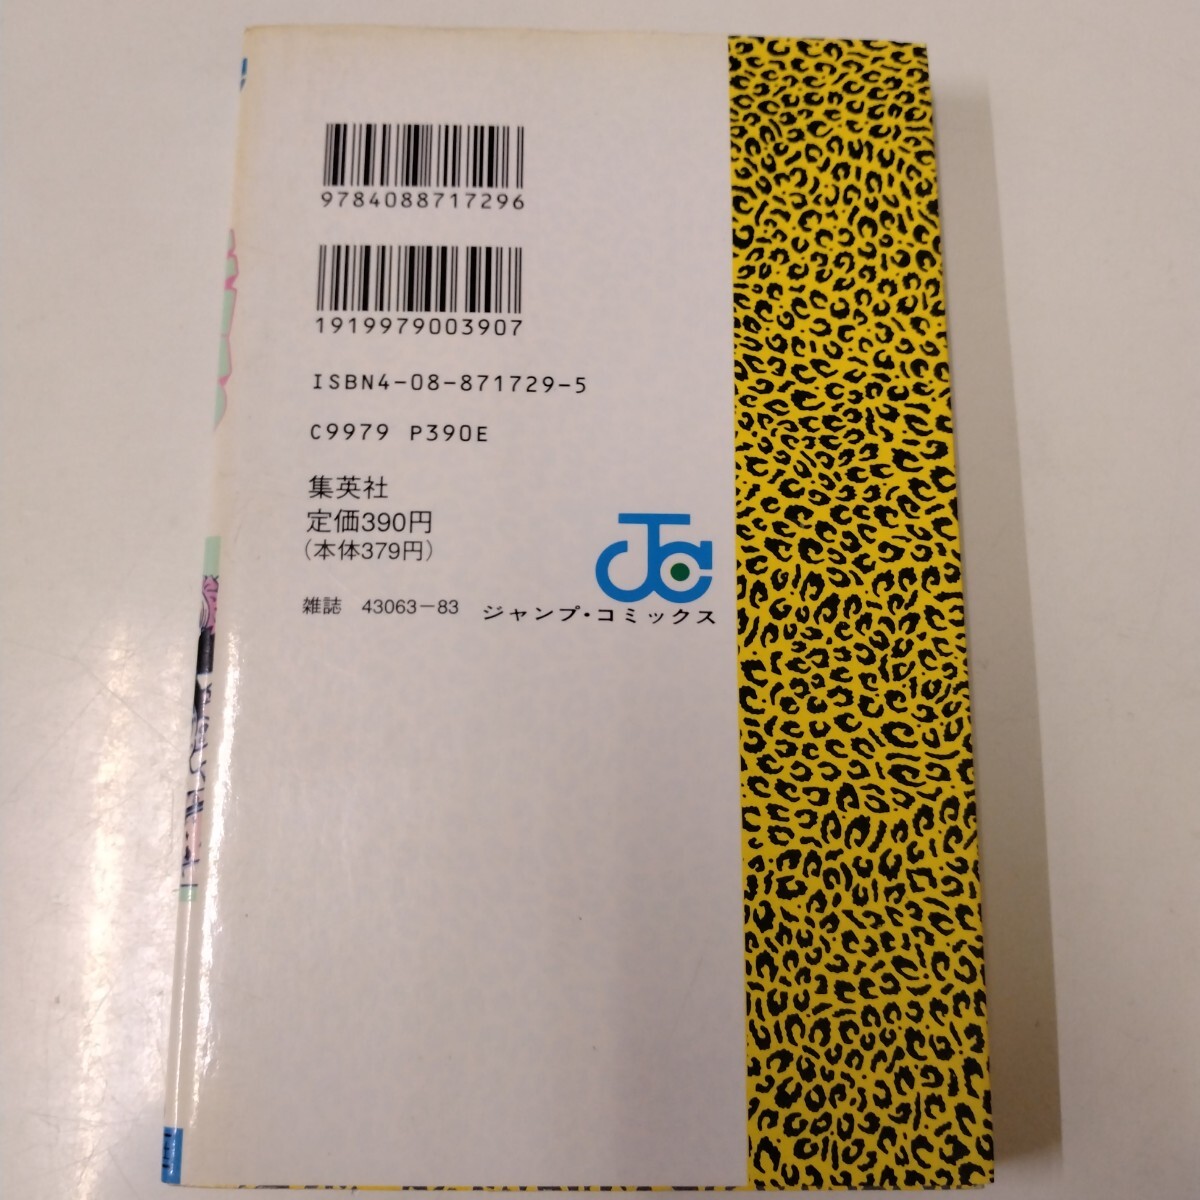 9784088717296
1919979003907
ISBN4-08-871729-5
C9979 P390E
集英社
定価390円
(本体379円)
雑誌 43063-83
ジャンプ・コミックス